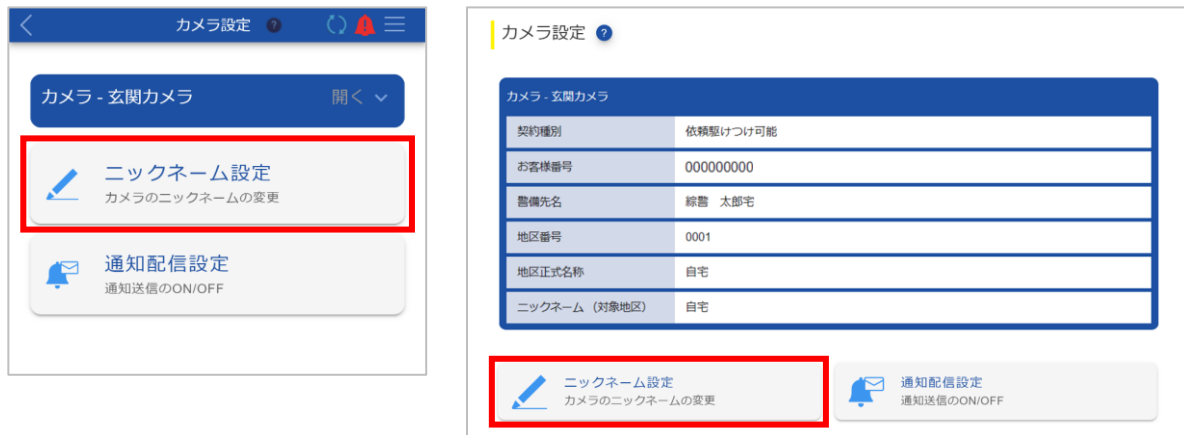 カメラ設定 ?
カメラ - 玄関カメラ 開く
ニックネーム設定
カメラのニックネームの変更
通知配信設定
通知送信のON/OFF
カメラ設定 ?
カメラ - 玄関カメラ
契約種別 依頼駆けつけ可能
お客様番号 000000000
警備先名 綜警 太郎宅
地区番号 0001
地区正式名称 自宅
ニックネーム (対象地区) 自宅
ニックネーム設定
カメラのニックネームの変更
通知配信設定
通知送信のON/OFF